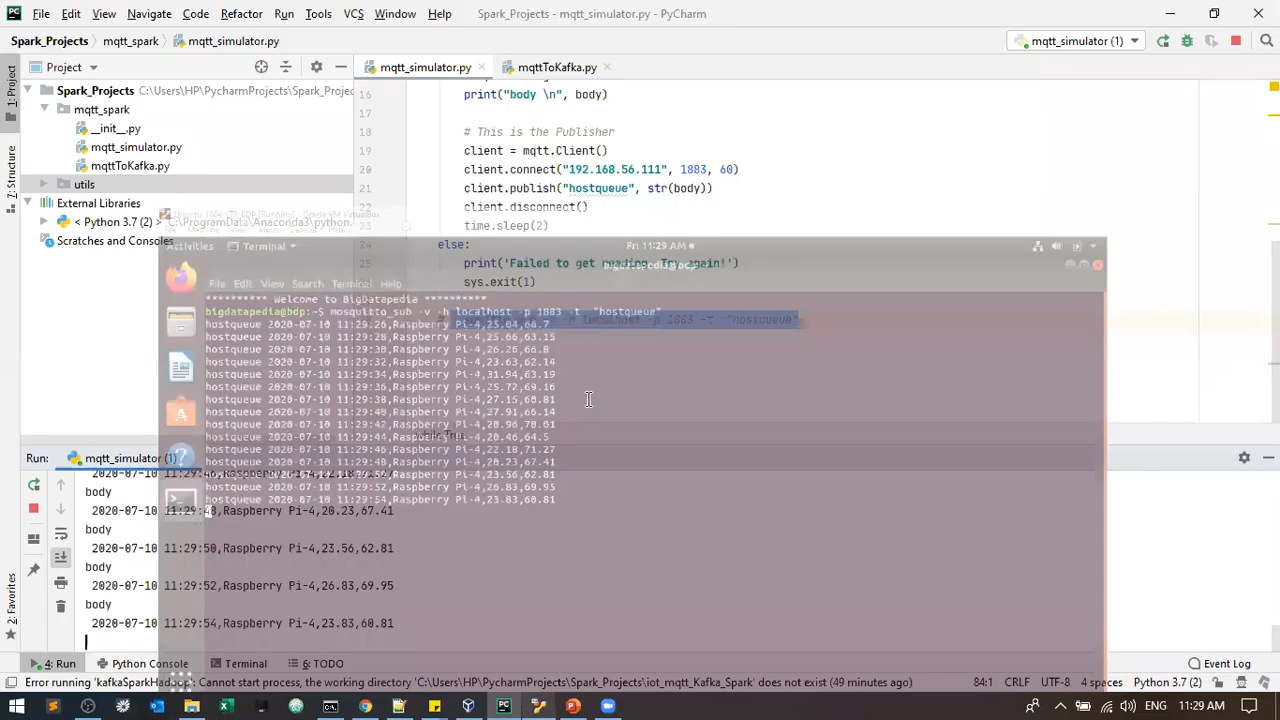 File Edit View Navigate Code Refactor Run Tools VCS Window Help Spark_Projects - mqtt_simulator.py - PyCharm
Spark_Projects mqtt_spark mqtt_simulator.py mqtt_simulator (1)
Project mqtt_simulator.py mqttToKafka.py
1: Project
Spark_Projects C:\Users\HP\PycharmProjects\Spark_Projec
mqtt_spark
__init__.py
mqtt_simulator.py
mqttToKafka.py
utils
External Libraries
< Python 3.7 (2) > C:\ProgramData\Anaconda3\python.
Scratches and Consoles
7: Structure
16 print("body \n", body)
17
18 # This is the Publisher
19 client = mqtt.Client()
20 client.connect("192.168.56.111", 1883, 60)
21 client.publish("hostqueue", str(body))
22 client.disconnect()
23 time.sleep(2)
24 else:
25 print('Failed to get reading. Try again!')
sys.exit(1)
Activities Terminal Fri 11:29 AM
File Edit View Search Terminal Help
********* Welcome to BigDatapedia **********
bigdatapedia@bdp:~$ mosquitto_sub -v -h localhost -p 1883 -t "hostqueue"
hostqueue 2020-07-10 11:29:26,Raspberry Pi-4,25.04,66.7
hostqueue 2020-07-10 11:29:28,Raspberry Pi-4,25.66,63.15
hostqueue 2020-07-10 11:29:30,Raspberry Pi-4,26.26,66.8
hostqueue 2020-07-10 11:29:32,Raspberry Pi-4,23.63,62.14
hostqueue 2020-07-10 11:29:34,Raspberry Pi-4,31.94,63.19
hostqueue 2020-07-10 11:29:36,Raspberry Pi-4,25.72,69.16
hostqueue 2020-07-10 11:29:38,Raspberry Pi-4,27.15,60.81
hostqueue 2020-07-10 11:29:40,Raspberry Pi-4,27.91,66.14
hostqueue 2020-07-10 11:29:42,Raspberry Pi-4,20.96,70.01
hostqueue 2020-07-10 11:29:44,Raspberry Pi-4,20.46,64.5
hostqueue 2020-07-10 11:29:46,Raspberry Pi-4,22.18,71.27
hostqueue 2020-07-10 11:29:48,Raspberry Pi-4,20.23,67.41
hostqueue 2020-07-10 11:29:50,Raspberry Pi-4,23.56,62.81
hostqueue 2020-07-10 11:29:52,Raspberry Pi-4,26.83,69.95
hostqueue 2020-07-10 11:29:54,Raspberry Pi-4,23.83,60.81
while True
Run: mqtt_simulator (1)
body
2020-07-10 11:29:48,Raspberry Pi-4,20.23,67.41
body
2020-07-10 11:29:50,Raspberry Pi-4,23.56,62.81
body
2020-07-10 11:29:52,Raspberry Pi-4,26.83,69.95
body
2020-07-10 11:29:54,Raspberry Pi-4,23.83,60.81
2: Favorites
4: Run Python Console Terminal 6: TODO Event Log
Error running 'kafkaSparkHadoop': Cannot start process, the working directory 'C:\Users\HP\PycharmProjects\Spark_Projects\iot_mqtt_Kafka_Spark' does not exist (49 minutes ago) 84:1 CRLF UTF-8 4 spaces Python 3.7 (2)
ENG 11:29 AM